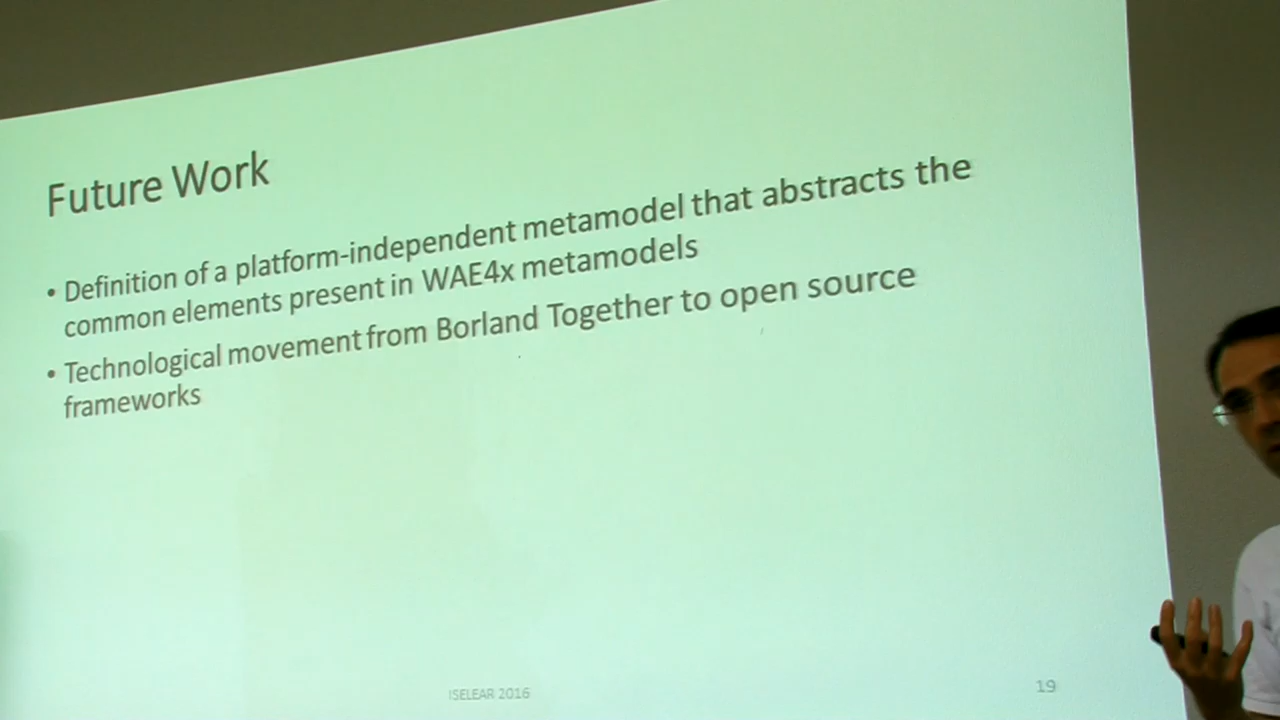 Future Work
• Definition of a platform-independent metamodel that abstracts the
common elements present in WAE4x metamodels
• Technological movement from Borland Together to open source
frameworks
ISELEAR 2016
19